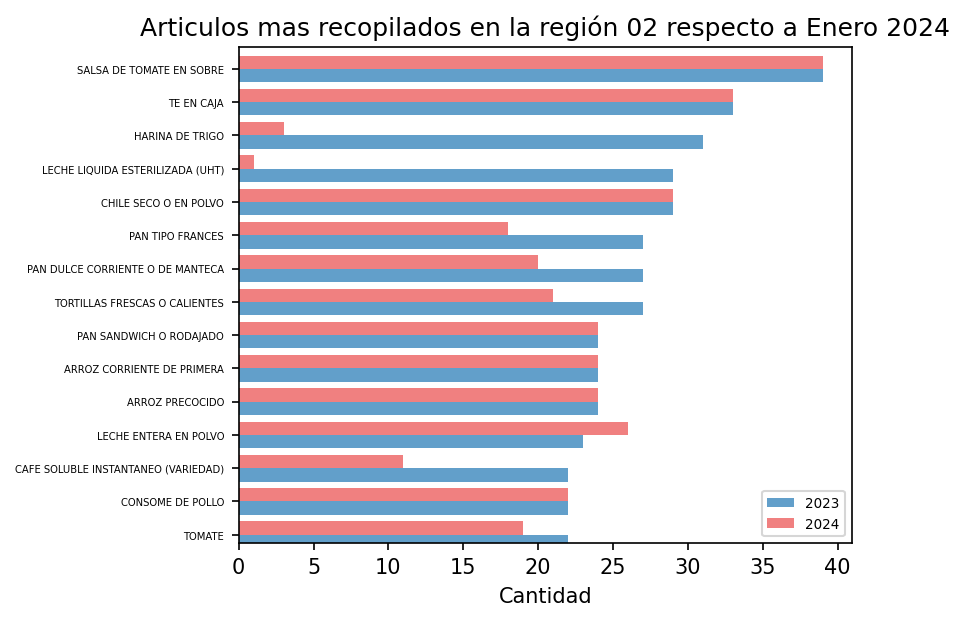 Articulos mas recopilados en la región 02 respecto a Enero 2024
SALSA DE TOMATE EN SOBRE
TE EN CAJA
HARINA DE TRIGO
LECHE LIQUIDA ESTERILIZADA (UHT)
CHILE SECO O EN POLVO
PAN TIPO FRANCES
PAN DULCE CORRIENTE O DE MANTECA
TORTILLAS FRESCAS O CALIENTES
PAN SANDWICH O RODAJADO
ARROZ CORRIENTE DE PRIMERA
ARROZ PRECOCIDO
LECHE ENTERA EN POLVO
CAFE SOLUBLE INSTANTANEO (VARIEDAD)
CONSOME DE POLLO
TOMATE
2023
2024
0 5 10 15 20 25 30 35 40
Cantidad